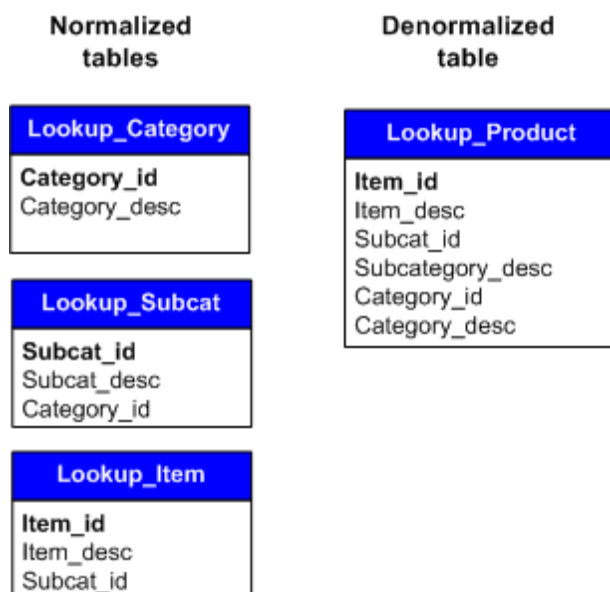 Normalized
tables
Denormalized
table
Lookup_Category
Category_id
Category_desc
Lookup_Subcat
Subcat_id
Subcat_desc
Category_id
Lookup_Item
Item_id
Item_desc
Subcat_id
Lookup_Product
Item_id
Item_desc
Subcat_id
Subcategory_desc
Category_id
Category_desc